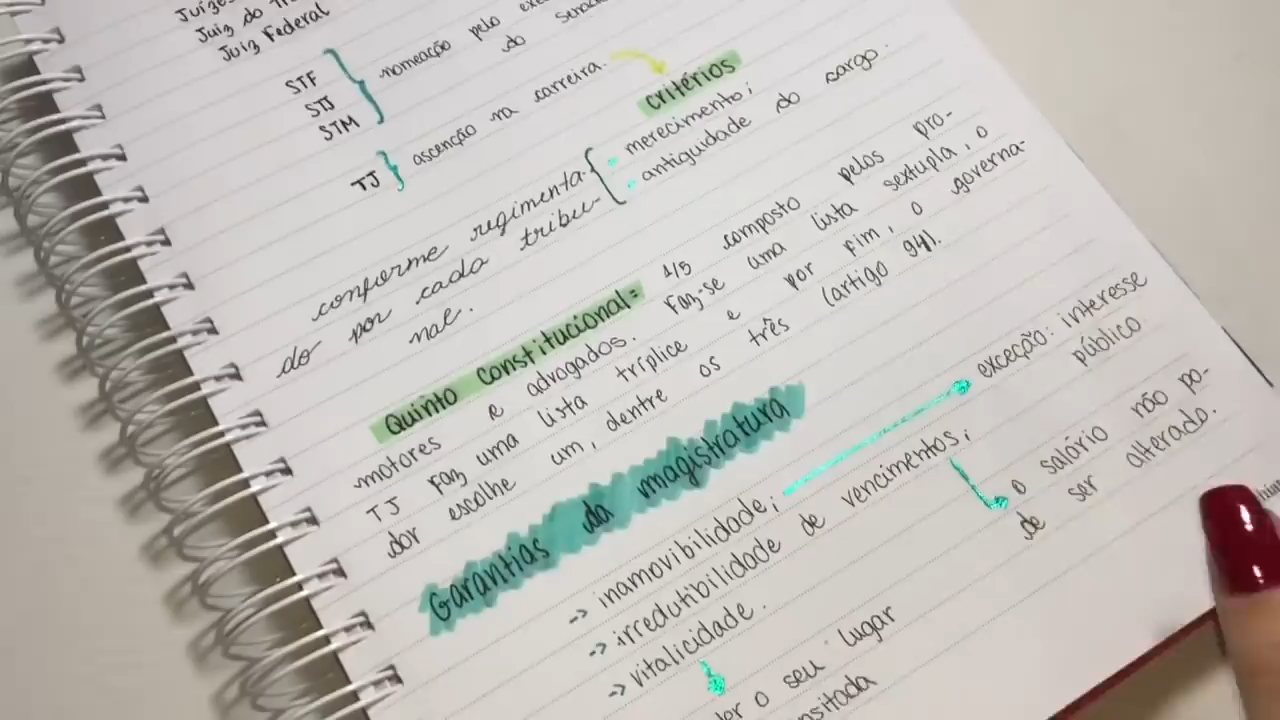 Juiz do
Juiz Federal
STF
STJ
STM
nomeação pelo
do
TJ
ascenção na carreira.
critérios
merecimento;
antiguidade do cargo.
conforme regimenta-
do por cada tribu-
nal.
Quinto Constitucional: 1/5 composto pelos pro-
motores e advogados. Faz-se uma lista sextupla, o
TJ faz uma lista tríplice e por fim, o governa-
dor escolhe um, dentre os três (artigo 94).
Garantias da magistratura
-> inamovibilidade;
exceção: interesse
público
-> irredutibilidade de vencimentos;
o salário não po-
de ser alterado.
-> vitalicidade.
o seu lugar